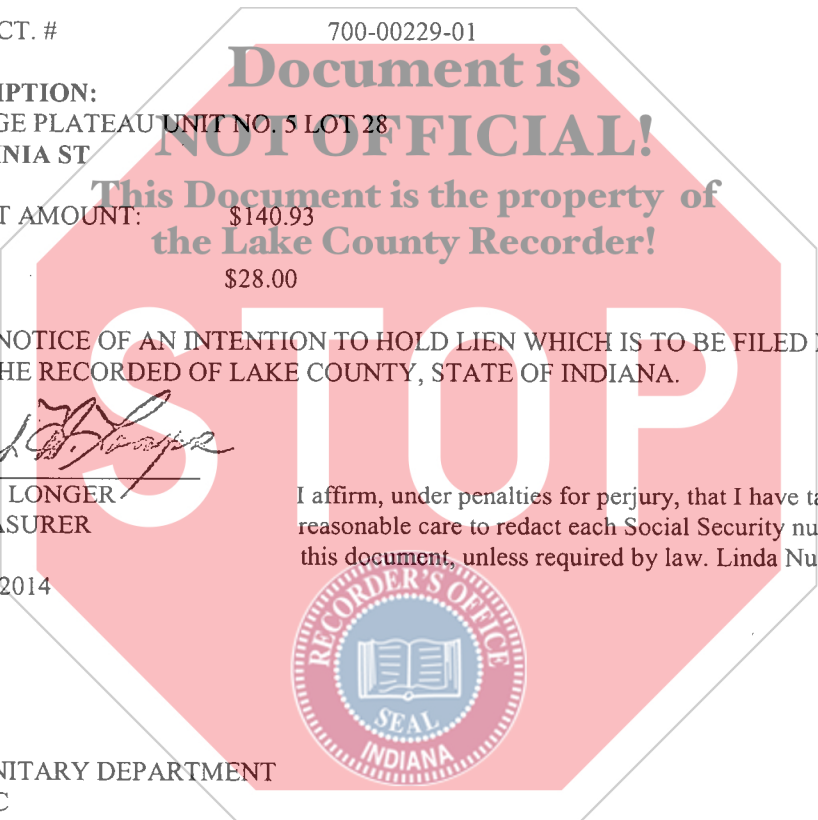 CT. # 700-00229-01
Document is
IPTION:
GE PLATEAU UNIT NO. 5 LOT 28
NOT OFFICIAL!
NIA ST
This Document is the property of
T AMOUNT: $140.93
the Lake County Recorder!
$28.00
STOP
NOTICE OF AN INTENTION TO HOLD LIEN WHICH IS TO BE FILED
HE RECORDED OF LAKE COUNTY, STATE OF INDIANA.
LONGER
ASURER
I affirm, under penalties for perjury, that I have ta
reasonable care to redact each Social Security nu
this document, unless required by law. Linda Nu
2014
RECORDER'S OFFICE
SEAL
INDIANA
NITARY DEPARTMENT
C